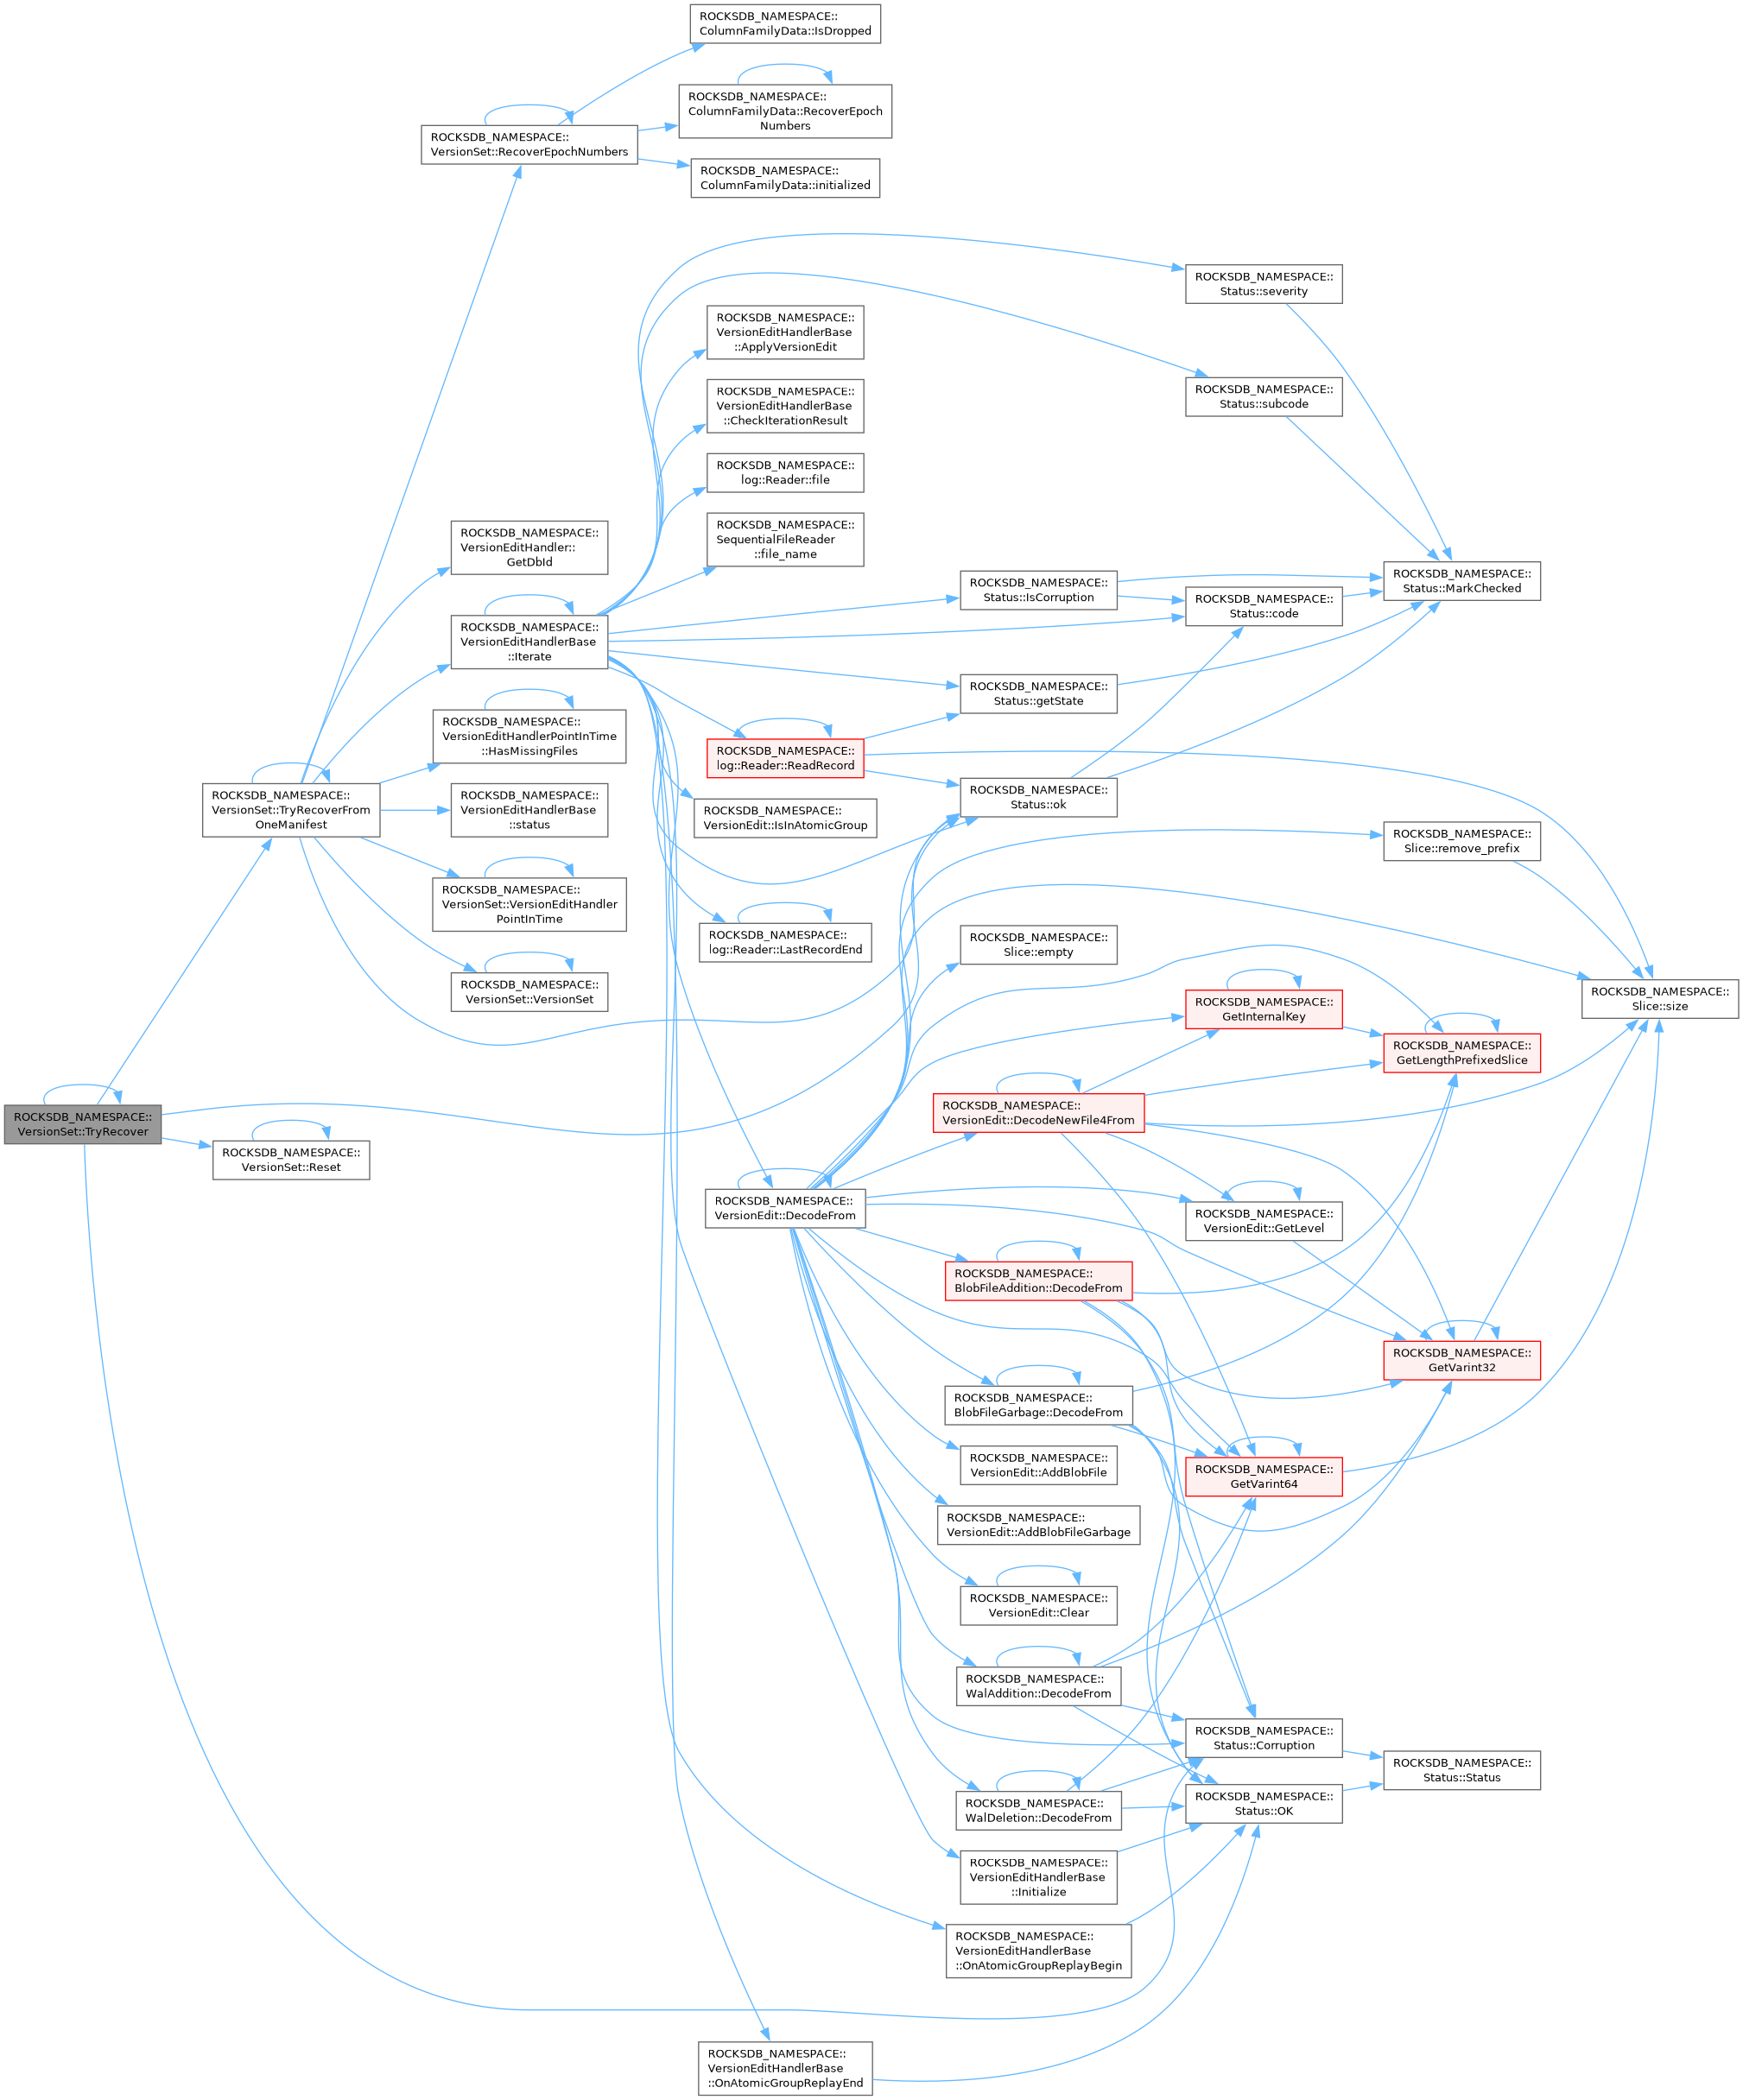 ROCKSDB_NAMESPACE::
ColumnFamilyData::IsDropped
ROCKSDB_NAMESPACE::
ColumnFamilyData::RecoverEpoch
Numbers
ROCKSDB_NAMESPACE::
VersionSet::RecoverEpochNumbers
ROCKSDB_NAMESPACE::
ColumnFamilyData::initialized
ROCKSDB_NAMESPACE::
Status::severity
ROCKSDB_NAMESPACE::
VersionEditHandlerBase
::ApplyVersionEdit
ROCKSDB_NAMESPACE::
VersionEditHandlerBase
::CheckIterationResult
ROCKSDB_NAMESPACE::
Status::subcode
ROCKSDB_NAMESPACE::
log::Reader::file
ROCKSDB_NAMESPACE::
VersionEditHandler::
GetDbId
ROCKSDB_NAMESPACE::
SequentialFileReader
::file_name
ROCKSDB_NAMESPACE::
Status::IsCorruption
ROCKSDB_NAMESPACE::
Status::code
ROCKSDB_NAMESPACE::
Status::MarkChecked
ROCKSDB_NAMESPACE::
VersionEditHandlerBase
::Iterate
ROCKSDB_NAMESPACE::
Status::getState
ROCKSDB_NAMESPACE::
VersionEditHandlerPointInTime
::HasMissingFiles
ROCKSDB_NAMESPACE::
log::Reader::ReadRecord
ROCKSDB_NAMESPACE::
VersionSet::TryRecoverFrom
OneManifest
ROCKSDB_NAMESPACE::
VersionEditHandlerBase
::status
ROCKSDB_NAMESPACE::
VersionEdit::IsInAtomicGroup
ROCKSDB_NAMESPACE::
Status::ok
ROCKSDB_NAMESPACE::
Slice::remove_prefix
ROCKSDB_NAMESPACE::
VersionSet::VersionEditHandler
PointInTime
ROCKSDB_NAMESPACE::
log::Reader::LastRecordEnd
ROCKSDB_NAMESPACE::
Slice::empty
ROCKSDB_NAMESPACE::
VersionSet::VersionSet
ROCKSDB_NAMESPACE::
GetInternalKey
ROCKSDB_NAMESPACE::
Slice::size
ROCKSDB_NAMESPACE::
GetLengthPrefixedSlice
ROCKSDB_NAMESPACE::
VersionSet::TryRecover
ROCKSDB_NAMESPACE::
VersionEdit::DecodeNewFile4From
ROCKSDB_NAMESPACE::
VersionSet::Reset
ROCKSDB_NAMESPACE::
VersionEdit::DecodeFrom
ROCKSDB_NAMESPACE::
VersionEdit::GetLevel
ROCKSDB_NAMESPACE::
BlobFileAddition::DecodeFrom
ROCKSDB_NAMESPACE::
GetVarint32
ROCKSDB_NAMESPACE::
BlobFileGarbage::DecodeFrom
ROCKSDB_NAMESPACE::
VersionEdit::AddBlobFile
ROCKSDB_NAMESPACE::
GetVarint64
ROCKSDB_NAMESPACE::
VersionEdit::AddBlobFileGarbage
ROCKSDB_NAMESPACE::
VersionEdit::Clear
ROCKSDB_NAMESPACE::
WalAddition::DecodeFrom
ROCKSDB_NAMESPACE::
Status::Corruption
ROCKSDB_NAMESPACE::
Status::Status
ROCKSDB_NAMESPACE::
WalDeletion::DecodeFrom
ROCKSDB_NAMESPACE::
Status::OK
ROCKSDB_NAMESPACE::
VersionEditHandlerBase
::Initialize
ROCKSDB_NAMESPACE::
VersionEditHandlerBase
::OnAtomicGroupReplayBegin
ROCKSDB_NAMESPACE::
VersionEditHandlerBase
::OnAtomicGroupReplayEnd